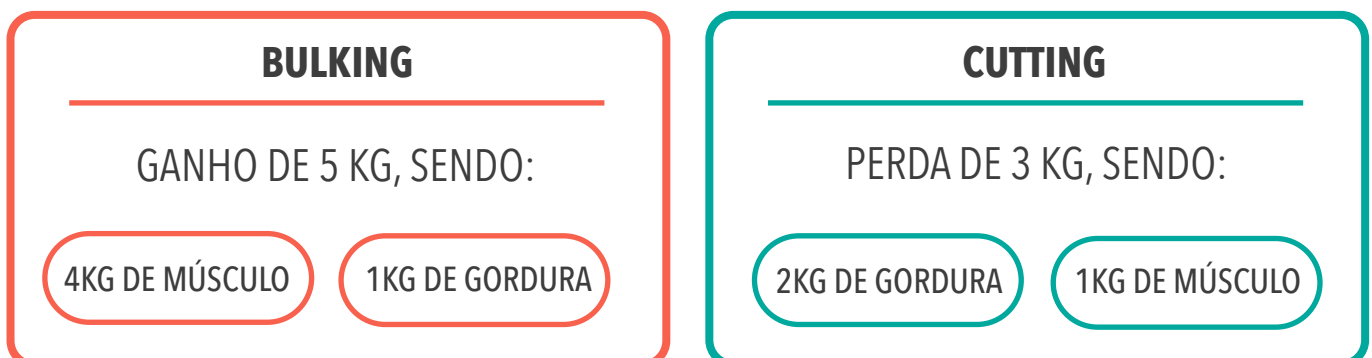 BULKING
GANHO DE 5 KG, SENDO:
4KG DE MÚSCULO
1KG DE GORDURA
CUTTING
PERDA DE 3 KG, SENDO:
2KG DE GORDURA
1KG DE MÚSCULO